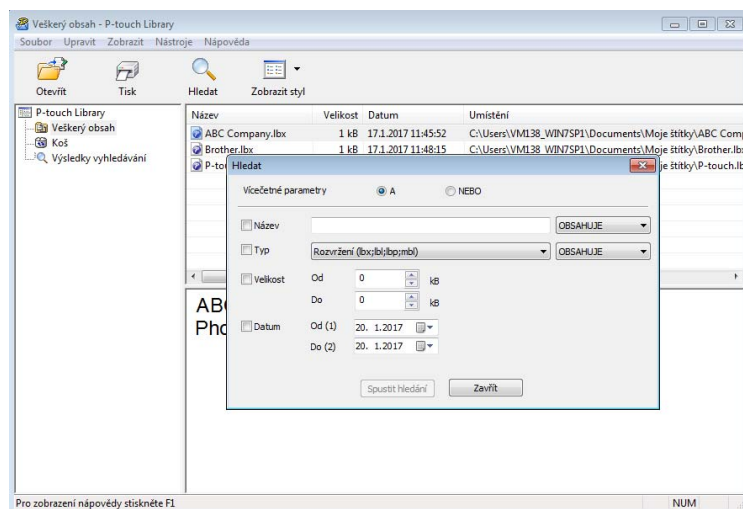 Veškerý obsah - P-touch Library
Soubor Upravit Zobrazit Nástroje Nápověda
Otevřít Tisk Hledat Zobrazit styl
P-touch Library
Veškerý obsah
Koš
Výsledky vyhledávání
Název Velikost Datum Umístění
ABC Company.lbx 1 kB 17.1.2017 11:45:52 C:\Users\VM138_WIN7SP1\Documents\Moje štítky\ABC Comp
Brother.lbx 1 kB 17.1.2017 11:48:15 C:\Users\VM138_WIN7SP1\Documents\Moje štítky\Brother.lb
P-to je štítky\P-touch.lb
Hledat
Vícečetné parametry A NEBO
Název OBSAHUJE
Typ Rozvržení (lbx;lbl;lbp;mbl) OBSAHUJE
Velikost Od 0 kB
Do 0 kB
Datum Od (1) 20. 1.2017
Do (2) 20. 1.2017
Spustit hledání Zavřít
AB
Pho
Pro zobrazení nápovědy stiskněte F1 NUM